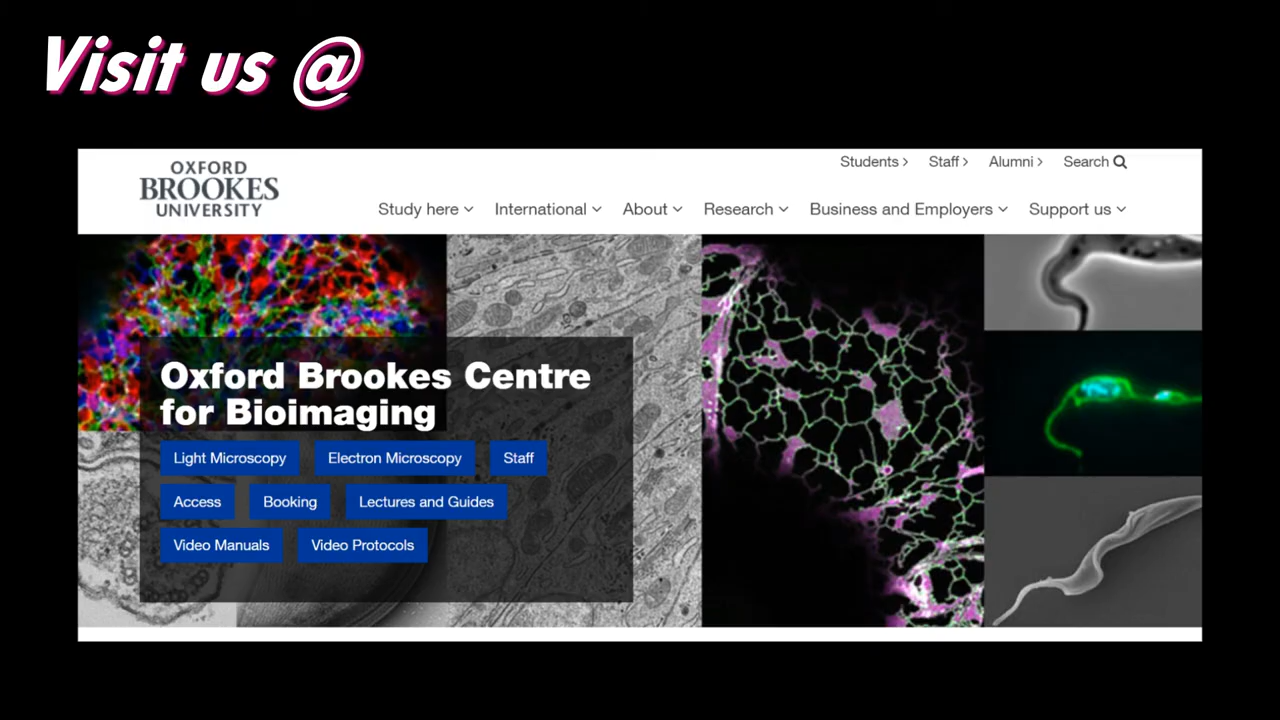 Visit us @
OXFORD
BROOKES
UNIVERSITY
Students Staff Alumni Search
Study here International About Research Business and Employers Support us
Oxford Brookes Centre
for Bioimaging
Light Microscopy Electron Microscopy Staff
Access Booking Lectures and Guides
Video Manuals Video Protocols